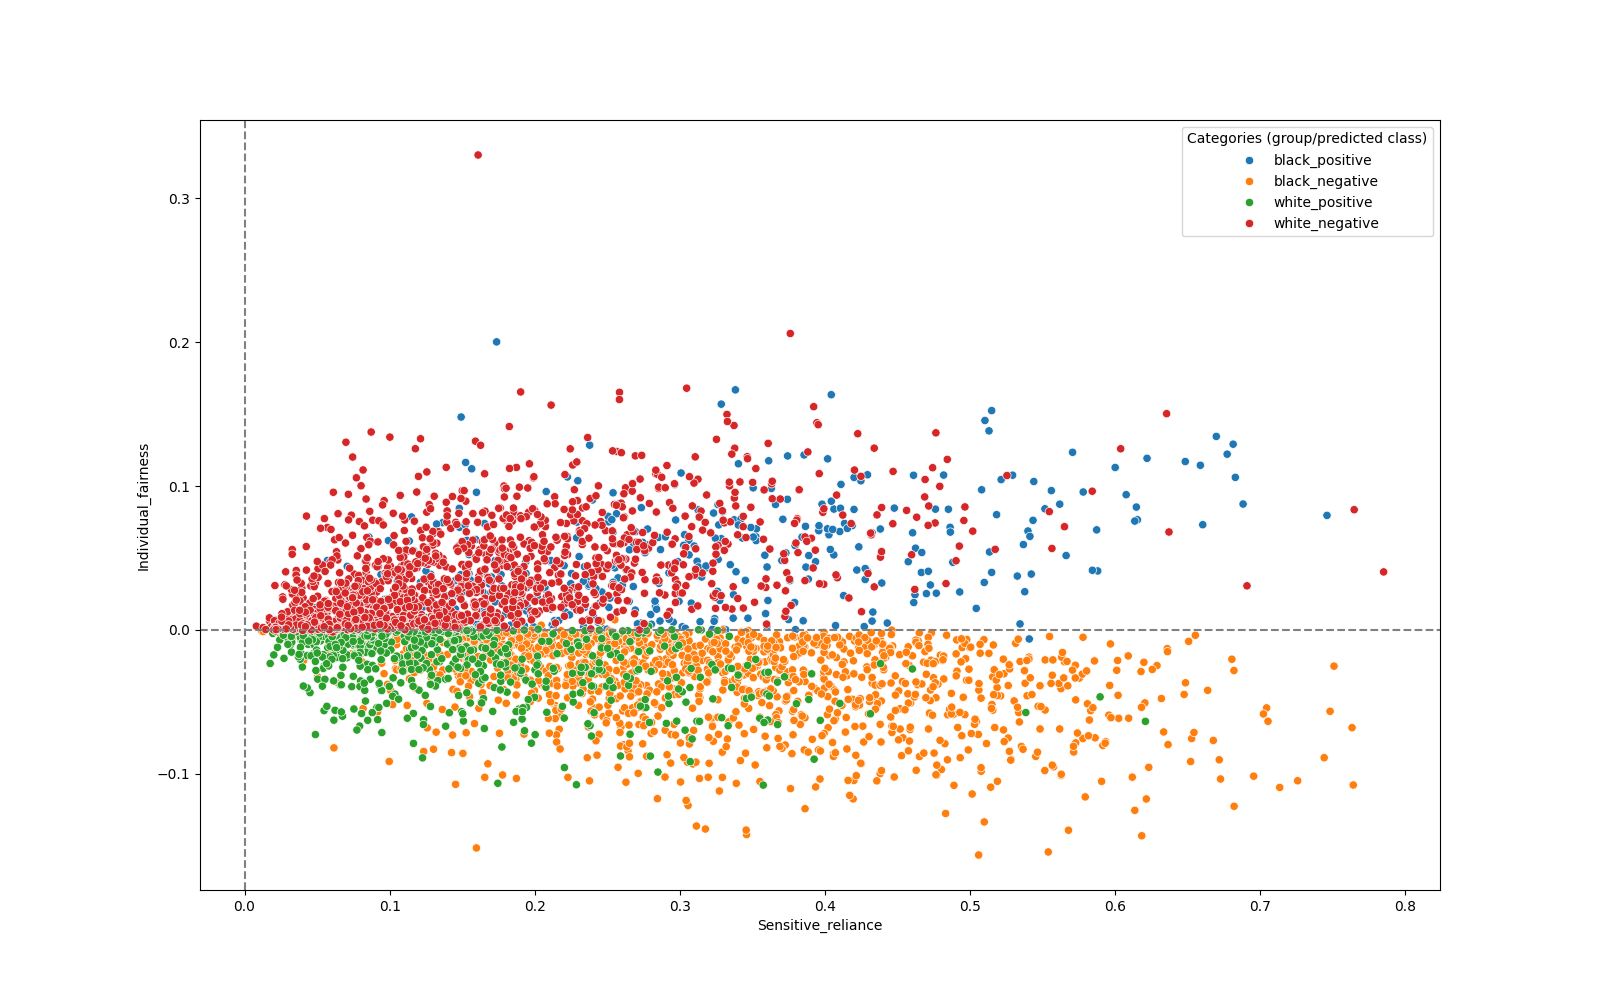 Categories (group/predicted class)
black_positive
black_negative
white_positive
white_negative
Individual_fairness
0.3
0.2
0.1
0.0
−0.1
0.0 0.1 0.2 0.3 0.4 0.5 0.6 0.7 0.8
Sensitive_reliance